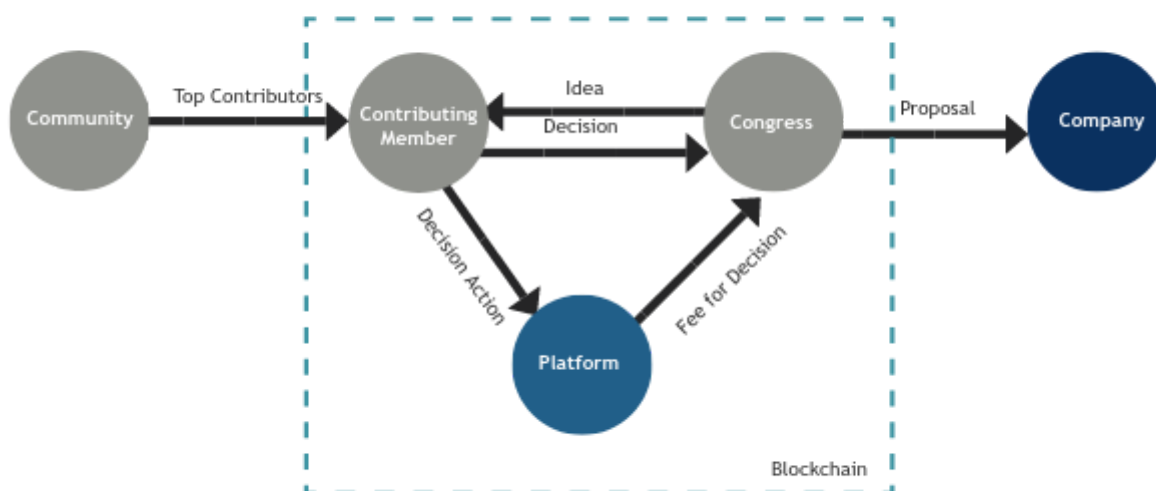 Community
Top Contributors
Contributing
Member
Idea
Decision
Congress
Proposal
Company
Decision Action
Fee for Decision
Platform
Blockchain